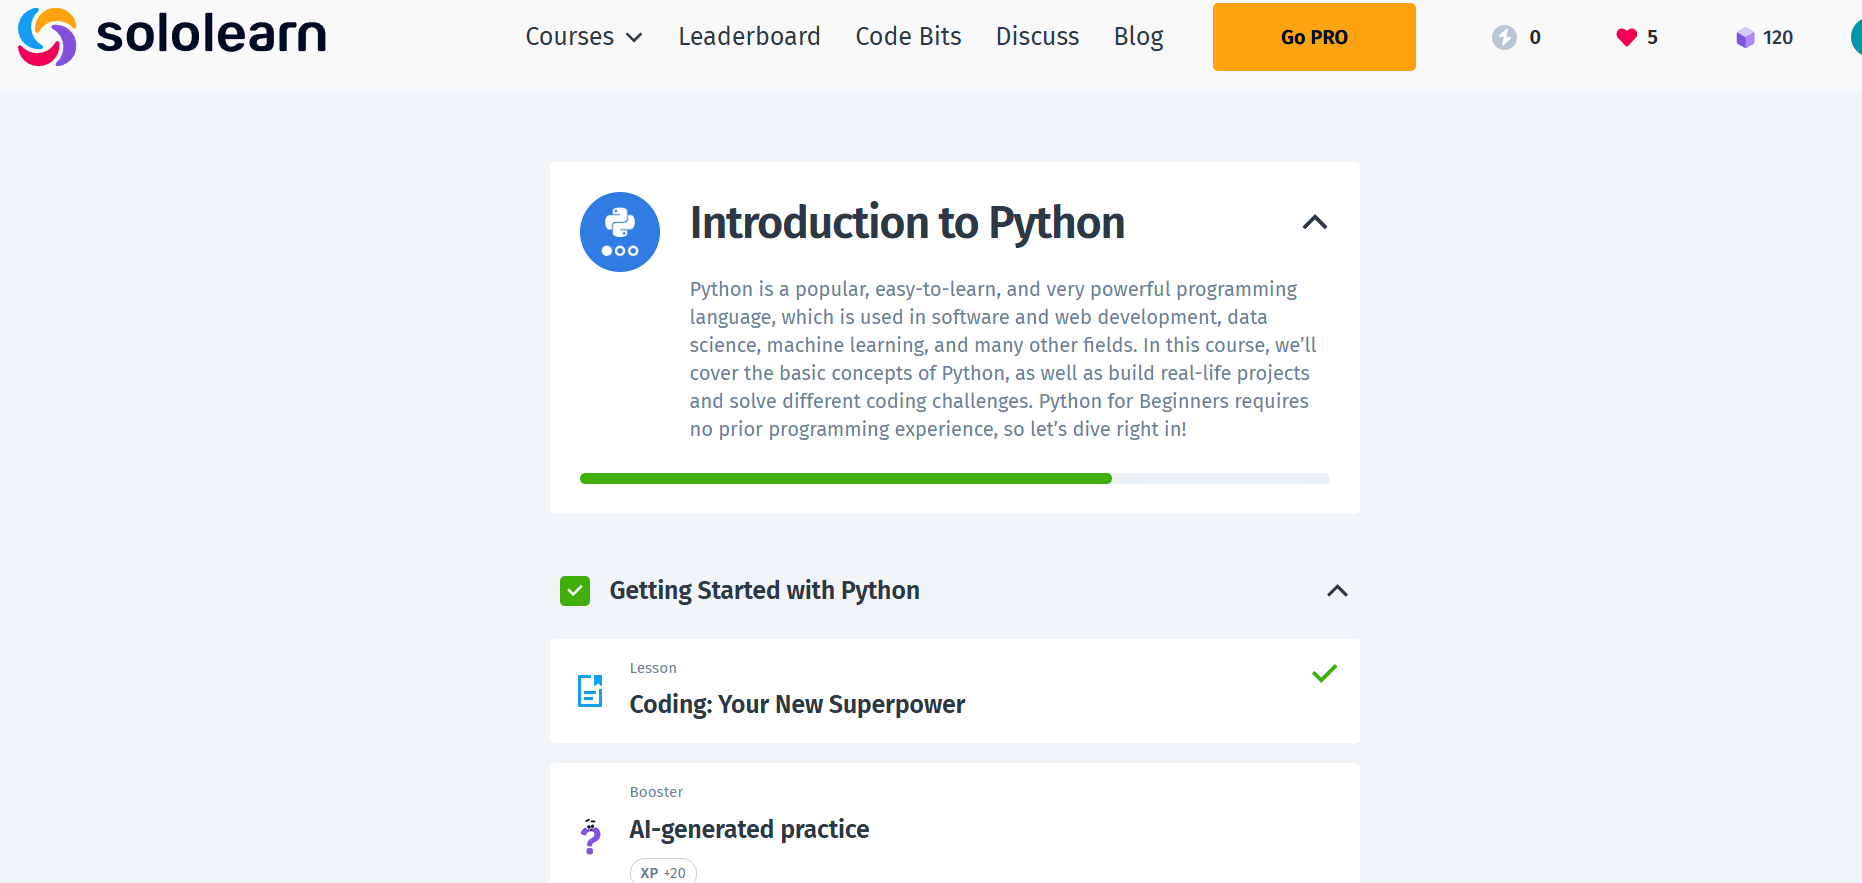 sololearn
Courses Leaderboard Code Bits Discuss Blog Go PRO 0 5 120
Introduction to Python
Python is a popular, easy-to-learn, and very powerful programming
language, which is used in software and web development, data
science, machine learning, and many other fields. In this course, we’ll
cover the basic concepts of Python, as well as build real-life projects
and solve different coding challenges. Python for Beginners requires
no prior programming experience, so let’s dive right in!
Getting Started with Python
Lesson
Coding: Your New Superpower
Booster
AI-generated practice
XP +20